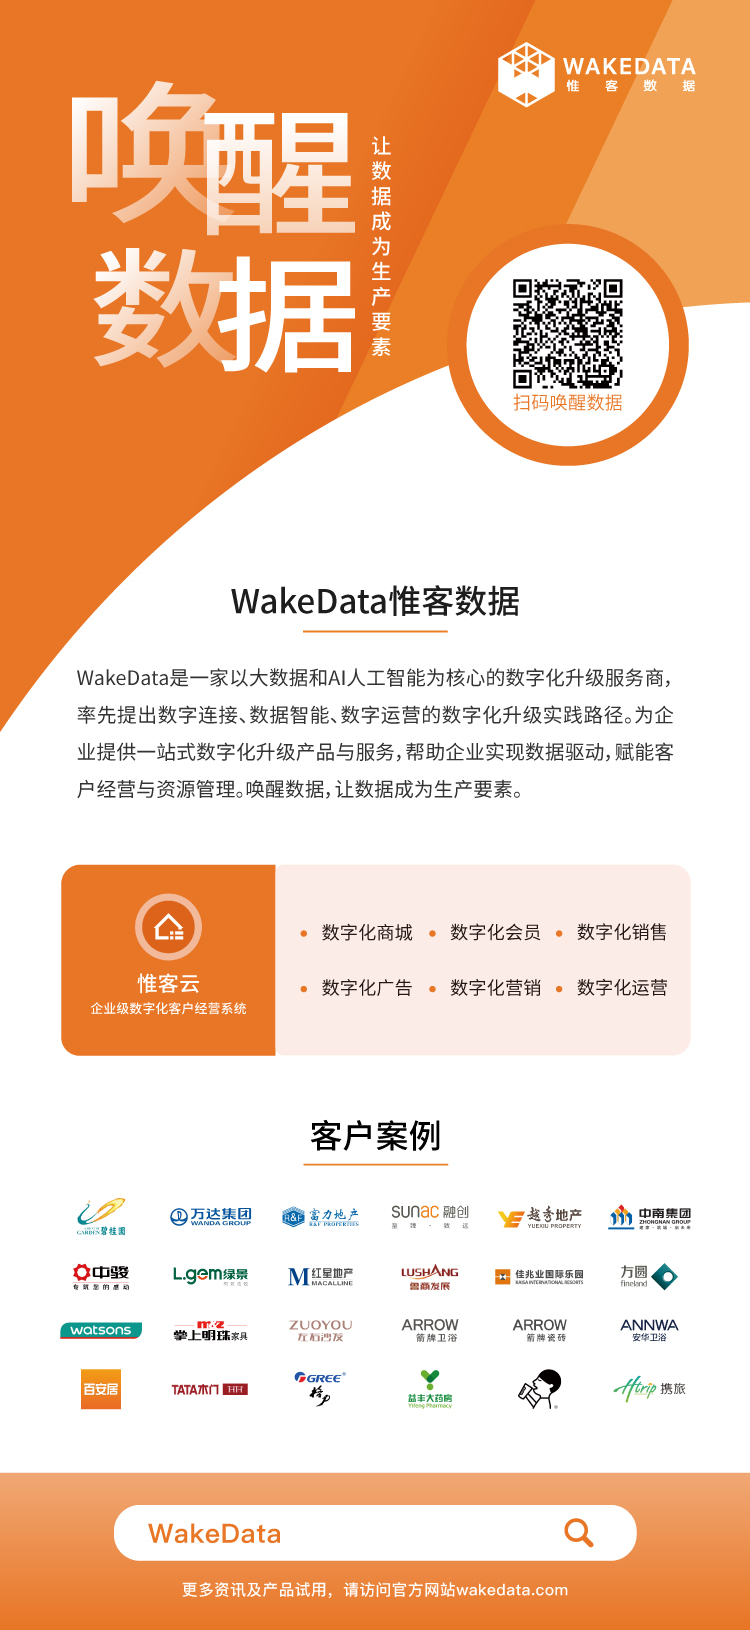 WAKEDATA
惟客数据
唤醒
数据
让数据成为生产要素
扫码唤醒数据
WakeData惟客数据
WakeData是一家以大数据和AI人工智能为核心的数字化升级服务商，
率先提出数字连接、数据智能、数字运营的数字化升级实践路径。为企
业提供一站式数字化升级产品与服务，帮助企业实现数据驱动，赋能客
户经营与资源管理。唤醒数据，让数据成为生产要素。
惟客云
企业级数字化客户经营系统
数字化商城 数字化会员 数字化销售
数字化广告 数字化营销 数字化运营
客户案例
GARDEN 碧桂园
万达集团
WANDA GROUP
R&F 富力地产
R&F PROPERTIES
SUNAC 融创
至臻·致远
越秀地产
YUEXIU PROPERTY
中南集团
ZHONGNAN GROUP
中骏
专筑您的感动
L.gem绿景
红星地产
MACALLINE
LUSHANG
鲁商发展
佳兆业国际乐园
KAISA INTERNATIONAL RESORTS
方圆
fineland
watsons
m&z
掌上明珠家具
ZUOYOU
左右沙发
ARROW
箭牌卫浴
ARROW
箭牌瓷砖
ANNWA
安华卫浴
百安居
TATA木门
GREE
格力
益丰大药房
Yifeng Pharmacy
Htrip 携旅
WakeData
更多资讯及产品试用，请访问官方网站wakedata.com